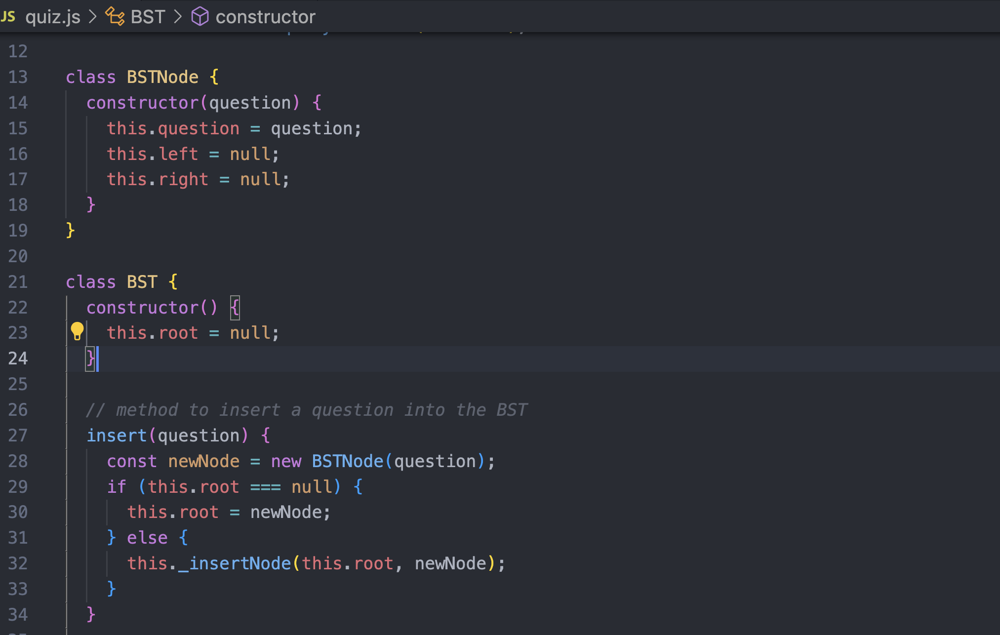 JS quiz.js > BST > constructor
12
13 class BSTNode {
14   constructor(question) {
15     this.question = question;
16     this.left = null;
17     this.right = null;
18   }
19 }
20
21 class BST {
22   constructor() {
23     this.root = null;
24   }
25
26   // method to insert a question into the BST
27   insert(question) {
28     const newNode = new BSTNode(question);
29     if (this.root === null) {
30       this.root = newNode;
31     } else {
32       this._insertNode(this.root, newNode);
33     }
34   }